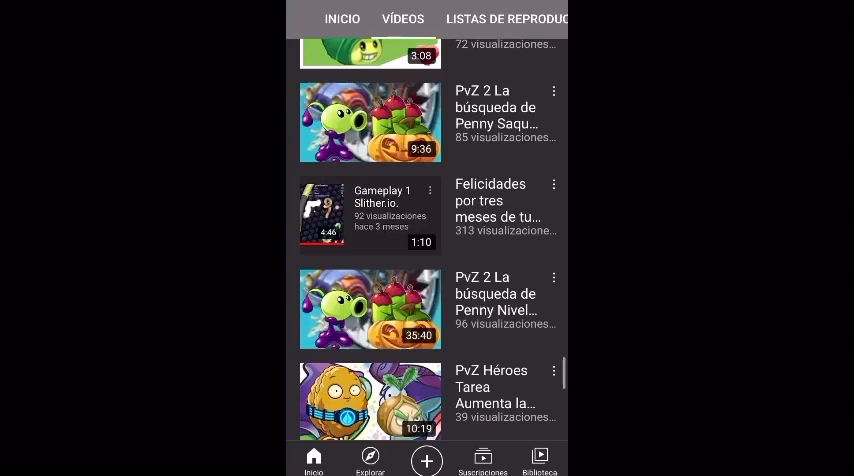 INICIO VÍDEOS LISTAS DE REPRODUC
3:08
72 visualizaciones...
PvZ 2 La
búsqueda de
Penny Saqu...
85 visualizaciones...
9:36
Gameplay 1
Slither.io.
92 visualizaciones
hace 3 meses
4:46
1:10
Felicidades
por tres
meses de tu...
313 visualizacione...
PvZ 2 La
búsqueda de
Penny Nivel...
96 visualizaciones...
35:40
PvZ Héroes
Tarea
Aumenta la...
39 visualizaciones...
10:19
Inicio Explorar Suscripciones Biblioteca